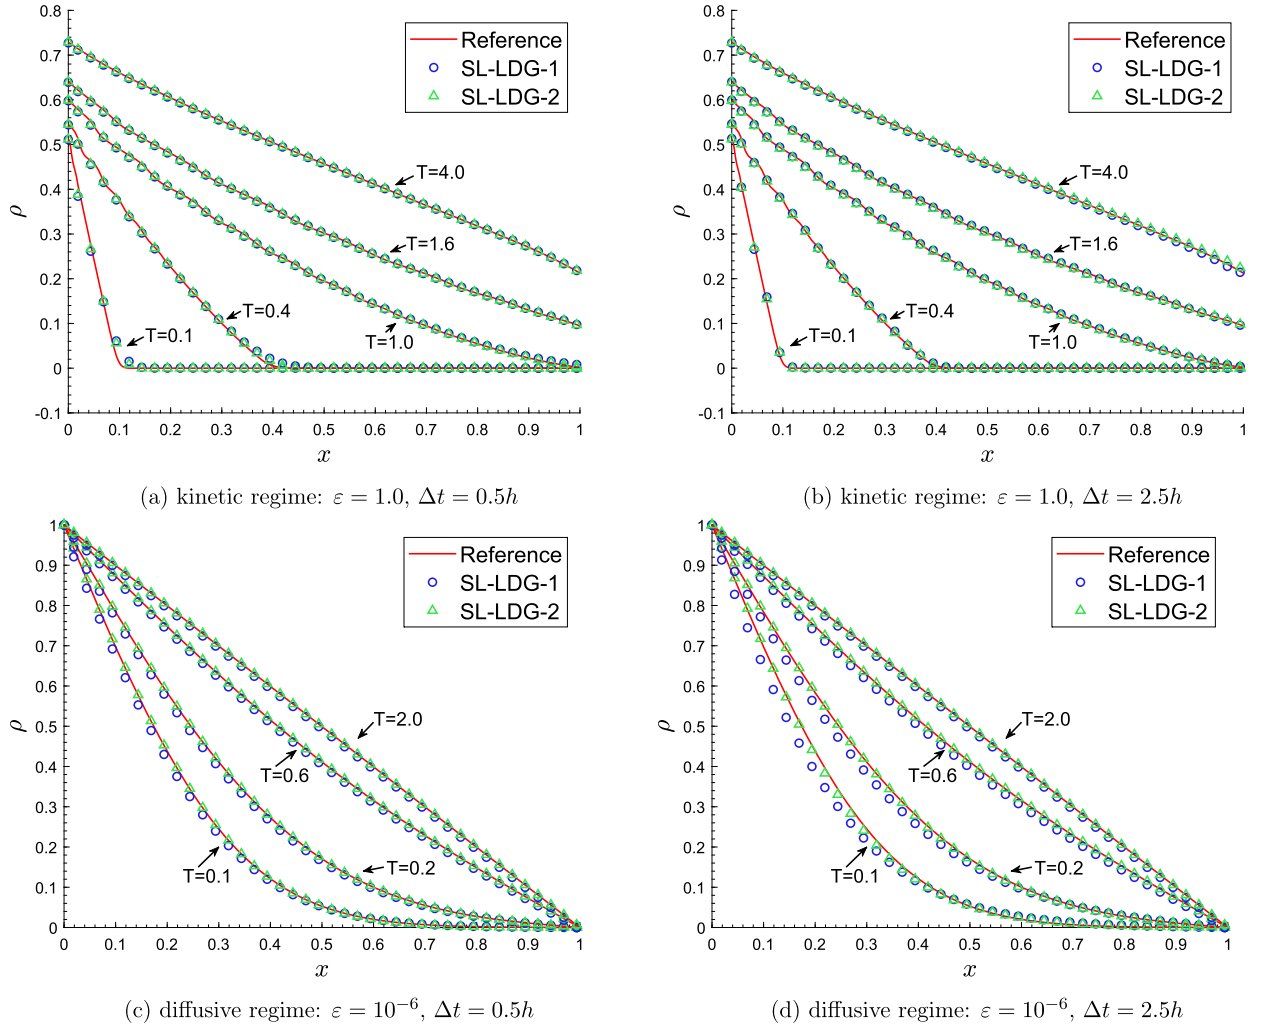 0.8
0.7
0.6
0.5
0.4
0.3
0.2
0.1
0
-0.1
ρ
Reference
SL-LDG-1
SL-LDG-2
T=4.0
T=1.6
T=0.4
T=0.1
T=1.0
0 0.1 0.2 0.3 0.4 0.5 0.6 0.7 0.8 0.9 1
x
(a) kinetic regime: ε = 1.0, Δt = 0.5h
0.8
0.7
0.6
0.5
0.4
0.3
0.2
0.1
0
-0.1
ρ
Reference
SL-LDG-1
SL-LDG-2
T=4.0
T=1.6
T=0.4
T=0.1
T=1.0
0 0.1 0.2 0.3 0.4 0.5 0.6 0.7 0.8 0.9 1
x
(b) kinetic regime: ε = 1.0, Δt = 2.5h
1
0.9
0.8
0.7
0.6
0.5
0.4
0.3
0.2
0.1
0
ρ
Reference
SL-LDG-1
SL-LDG-2
T=2.0
T=0.6
T=0.2
T=0.1
0 0.1 0.2 0.3 0.4 0.5 0.6 0.7 0.8 0.9 1
x
(c) diffusive regime: ε = 10⁻⁶, Δt = 0.5h
1
0.9
0.8
0.7
0.6
0.5
0.4
0.3
0.2
0.1
0
ρ
Reference
SL-LDG-1
SL-LDG-2
T=2.0
T=0.6
T=0.2
T=0.1
0 0.1 0.2 0.3 0.4 0.5 0.6 0.7 0.8 0.9 1
x
(d) diffusive regime: ε = 10⁻⁶, Δt = 2.5h